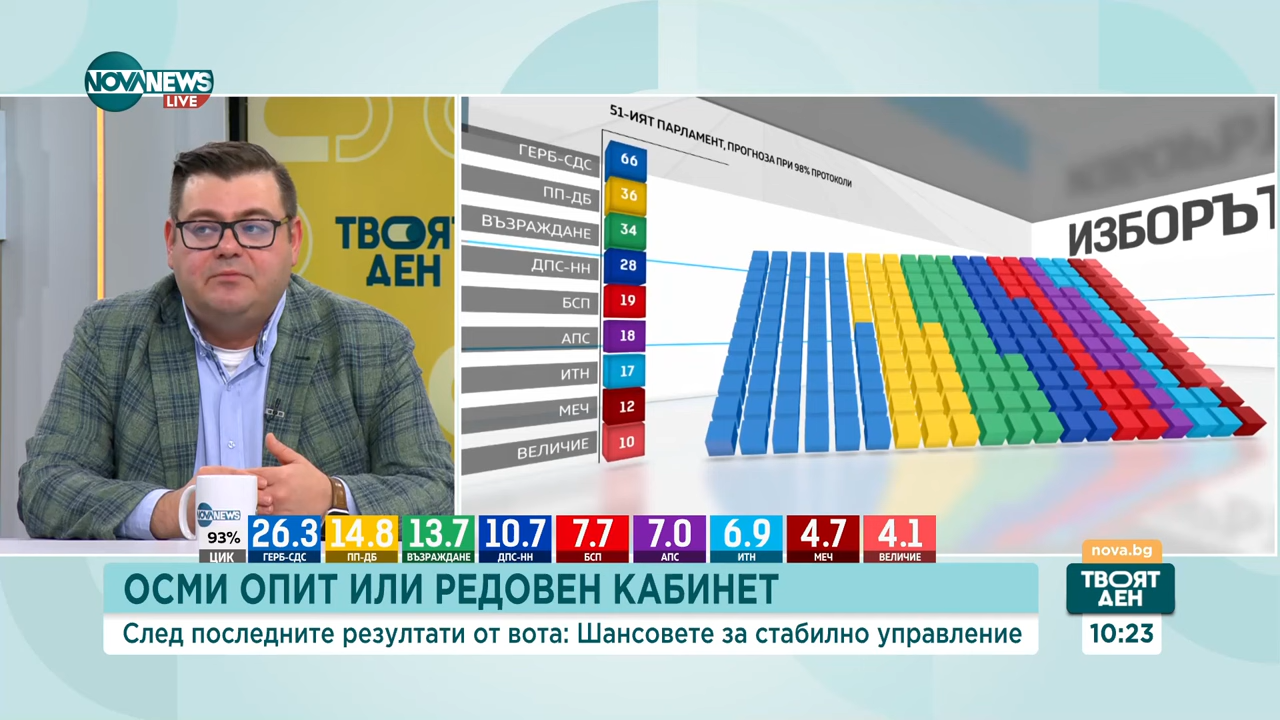 NOVANEWS
LIVE
ТВОЯТ
ДЕН
51-ИЯТ ПАРЛАМЕНТ, ПРОГНОЗА ПРИ 98% ПРОТОКОЛИ
ГЕРБ-СДС 66
ПП-ДБ 36
ВЪЗРАЖДАНЕ 34
ДПС-НН 28
БСП 19
АПС 18
ИТН 17
МЕЧ 12
ВЕЛИЧИЕ 10
ИЗБОРЪТ
NOVANEWS
93% 26.3 14.8 13.7 10.7 7.7 7.0 6.9 4.7 4.1
ЦИК ГЕРБ-СДС ПП-ДБ ВЪЗРАЖДАНЕ ДПС-НН БСП АПС ИТН МЕЧ ВЕЛИЧИЕ
ОСМИ ОПИТ ИЛИ РЕДОВЕН КАБИНЕТ
След последните резултати от вота: Шансовете за стабилно управление
nova.bg
ТВОЯТ
ДЕН
10:23